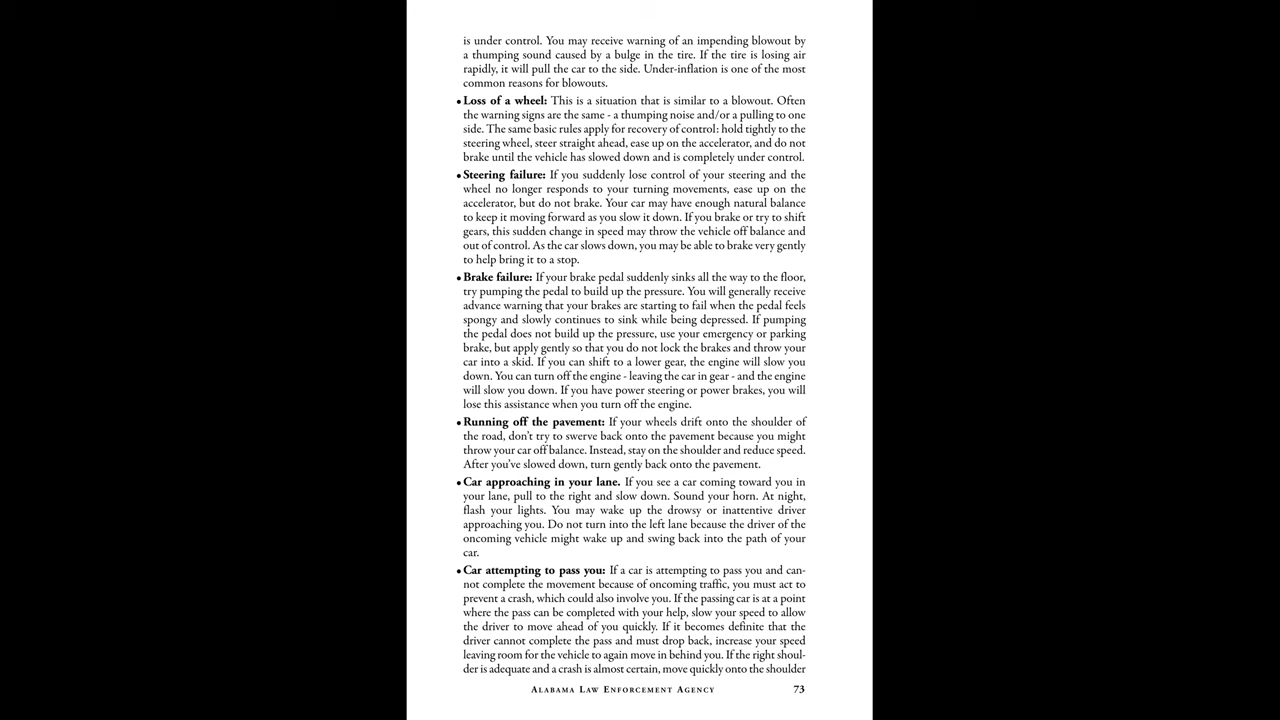 is under control. You may receive warning of an impending blowout by
a thumping sound caused by a bulge in the tire. If the tire is losing air
rapidly, it will pull the car to the side. Under-inflation is one of the most
common reasons for blowouts.
•Loss of a wheel: This is a situation that is similar to a blowout. Often
the warning signs are the same - a thumping noise and/or a pulling to one
side. The same basic rules apply for recovery of control: hold tightly to the
steering wheel, steer straight ahead, ease up on the accelerator, and do not
brake until the vehicle has slowed down and is completely under control.
•Steering failure: If you suddenly lose control of your steering and the
wheel no longer responds to your turning movements, ease up on the
accelerator, but do not brake. Your car may have enough natural balance
to keep it moving forward as you slow it down. If you brake or try to shift
gears, this sudden change in speed may throw the vehicle off balance and
out of control. As the car slows down, you may be able to brake very gently
to help bring it to a stop.
•Brake failure: If your brake pedal suddenly sinks all the way to the floor,
try pumping the pedal to build up the pressure. You will generally receive
advance warning that your brakes are starting to fail when the pedal feels
spongy and slowly continues to sink while being depressed. If pumping
the pedal does not build up the pressure, use your emergency or parking
brake, but apply gently so that you do not lock the brakes and throw your
car into a skid. If you can shift to a lower gear, the engine will slow you
down. You can turn off the engine - leaving the car in gear - and the engine
will slow you down. If you have power steering or power brakes, you will
lose this assistance when you turn off the engine.
•Running off the pavement: If your wheels drift onto the shoulder of
the road, don't try to swerve back onto the pavement because you might
throw your car off balance. Instead, stay on the shoulder and reduce speed.
After you've slowed down, turn gently back onto the pavement.
•Car approaching in your lane. If you see a car coming toward you in
your lane, pull to the right and slow down. Sound your horn. At night,
flash your lights. You may wake up the drowsy or inattentive driver
approaching you. Do not turn into the left lane because the driver of the
oncoming vehicle might wake up and swing back into the path of your
car.
•Car attempting to pass you: If a car is attempting to pass you and can-
not complete the movement because of oncoming traffic, you must act to
prevent a crash, which could also involve you. If the passing car is at a point
where the pass can be completed with your help, slow your speed to allow
the driver to move ahead of you quickly. If it becomes definite that the
driver cannot complete the pass and must drop back, increase your speed
leaving room for the vehicle to again move in behind you. If the right shoul-
der is adequate and a crash is almost certain, move quickly onto the shoulder
Alabama Law Enforcement Agency 73